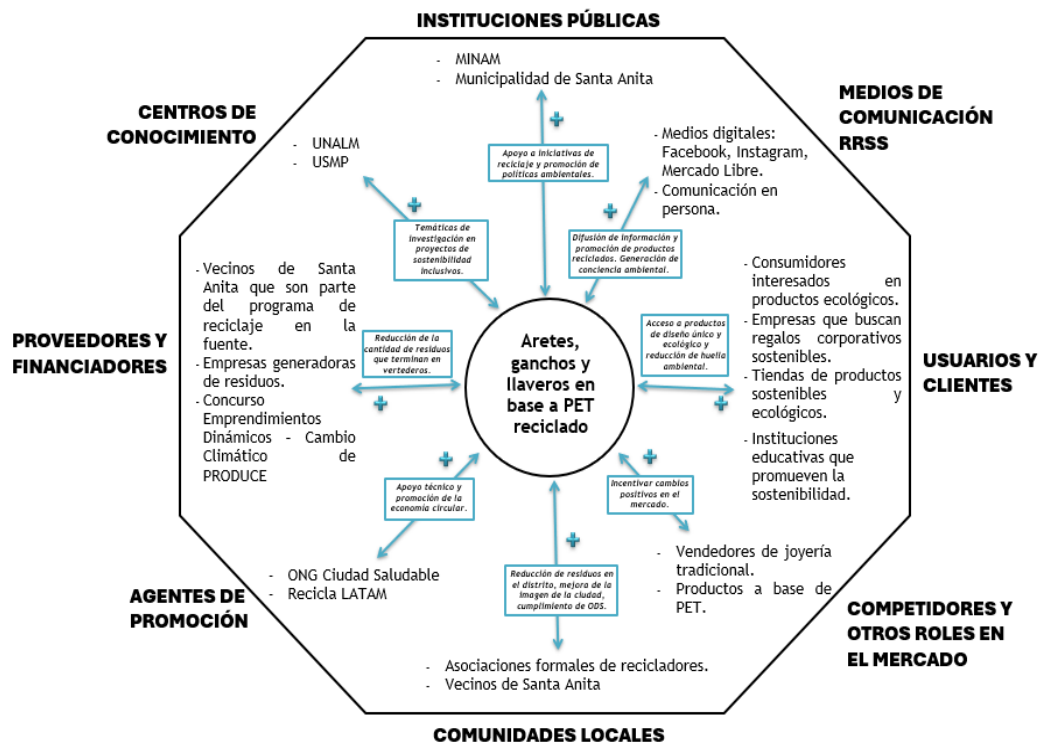 INSTITUCIONES PÚBLICAS
- MINAM
- Municipalidad de Santa Anita
Apoyo a iniciativas de
reciclaje y promoción de
políticas ambientales.
MEDIOS DE
COMUNICACIÓN
RRSS
- Medios digitales:
Facebook, Instagram,
Mercado Libre.
- Comunicación en
persona.
Difusión de información y
promoción de productos
reciclados. Generación de
conciencia ambiental.
CENTROS DE
CONOCIMIENTO
- UNALM
- USMP
Temáticas de
investigación en
proyectos de
sostenibilidad
inclusivos.
PROVEEDORES Y
FINANCIADORES
- Vecinos de Santa
Anita que son parte
del programa de
reciclaje en la
fuente.
- Empresas generadoras
de residuos.
- Concurso
Emprendimientos
Dinámicos - Cambio
Climático de
PRODUCE
Reducción de la
cantidad de residuos
que terminan en
vertederos.
Aretes,
ganchos y
llaveros en
base a PET
reciclado
Acceso a productos
de diseño único y
ecológico y
reducción de huella
ambiental.
- Consumidores
interesados en
productos ecológicos.
- Empresas que buscan
regalos corporativos
sostenibles.
- Tiendas de productos
sostenibles y
ecológicos.
- Instituciones
educativas que
promueven la
sostenibilidad.
USUARIOS Y
CLIENTES
Apoyo técnico y
promoción de la
economía circular.
- ONG Ciudad Saludable
- Recicla LATAM
AGENTES DE
PROMOCIÓN
Reducción de residuos en
el distrito, mejora de la
imagen de la ciudad,
cumplimiento de ODS.
- Asociaciones formales de recicladores.
- Vecinos de Santa Anita
COMUNIDADES LOCALES
Incentivar cambios
positivos en el
mercado.
- Vendedores de joyería
tradicional.
- Productos a base de
PET.
COMPETIDORES Y
OTROS ROLES EN
EL MERCADO